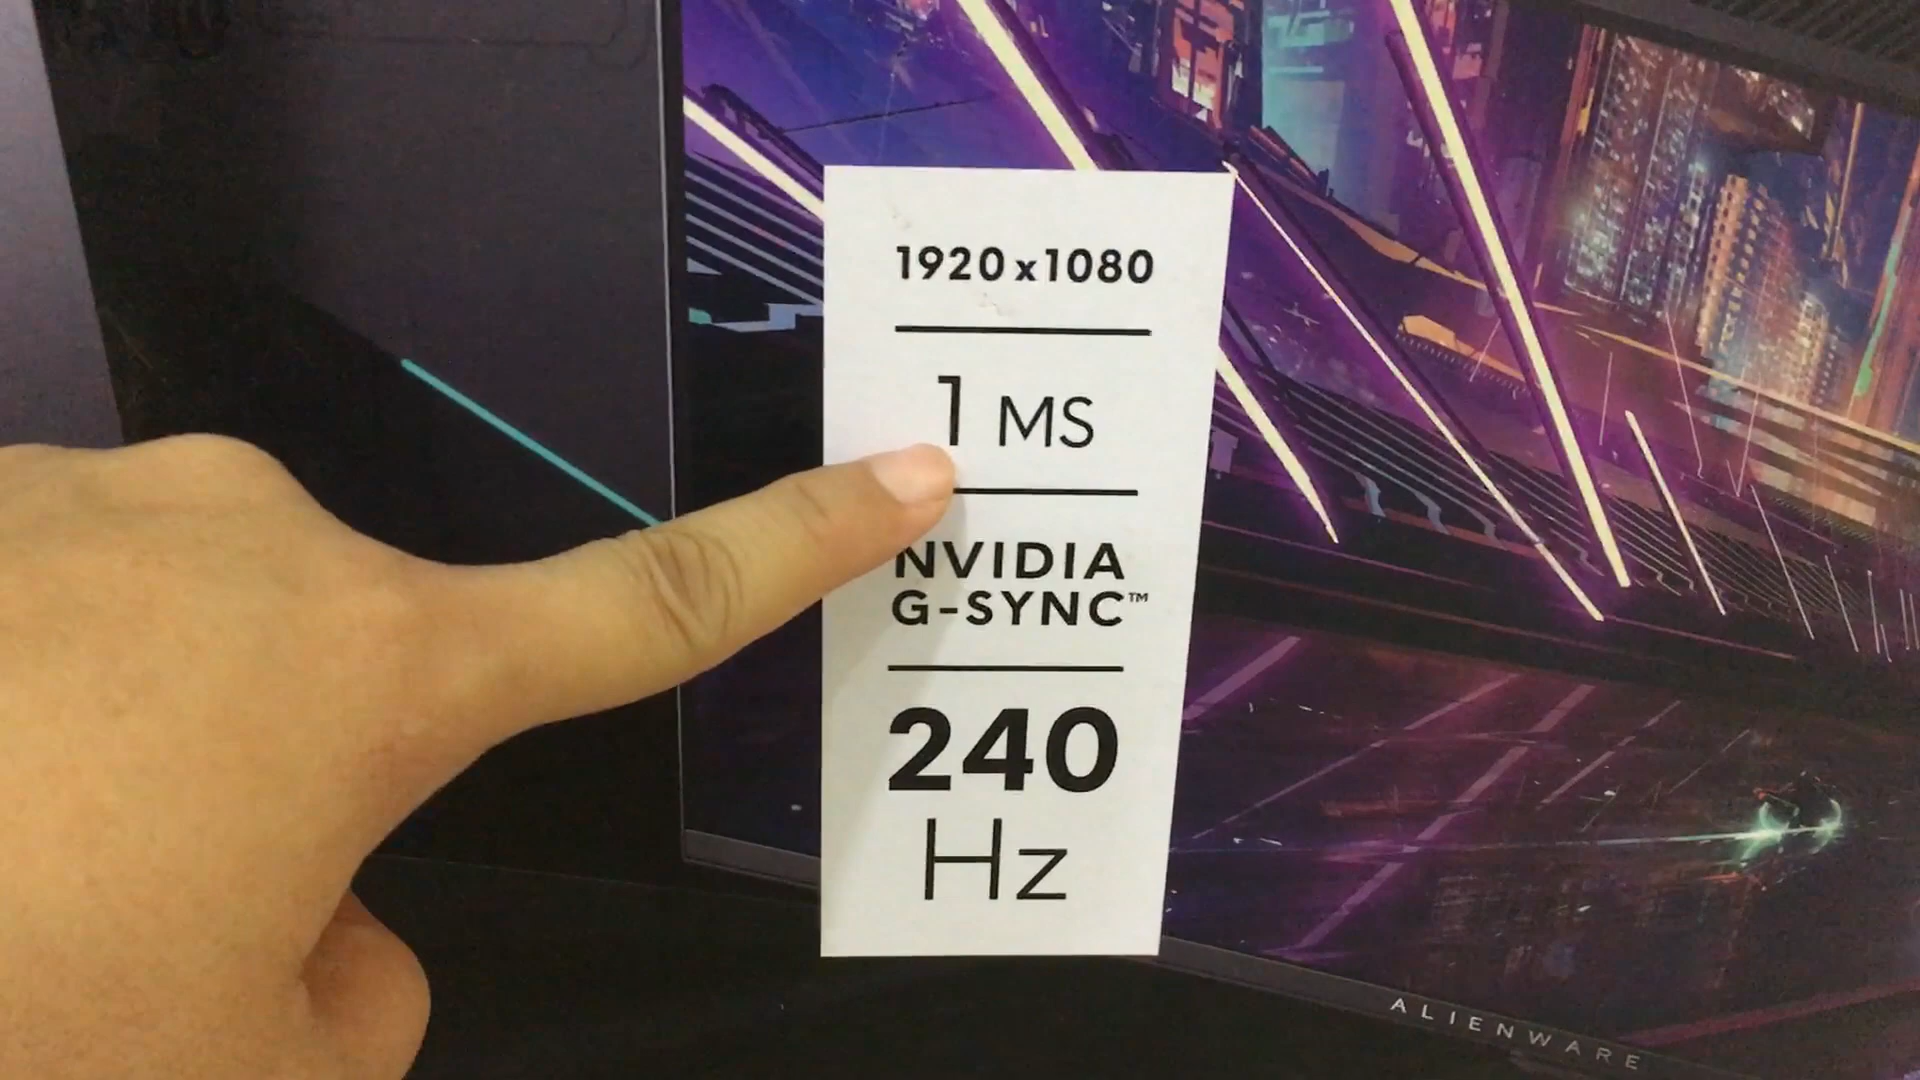 1920x1080
1 MS
NVIDIA
G-SYNC™
240
Hz
ALIENWARE